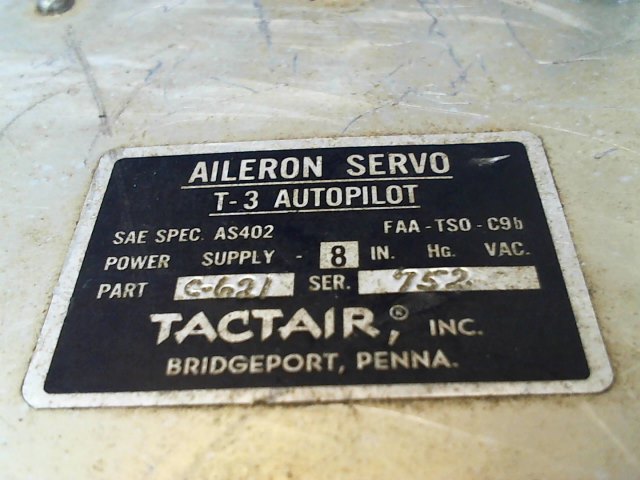 AILERON SERVO
T-3 AUTOPILOT
SAE SPEC. AS402 FAA-TSO-C9b
POWER SUPPLY - 8 IN. Hg. VAC.
PART S-621 SER. 752
TACTAIR,® INC.
BRIDGEPORT, PENNA.